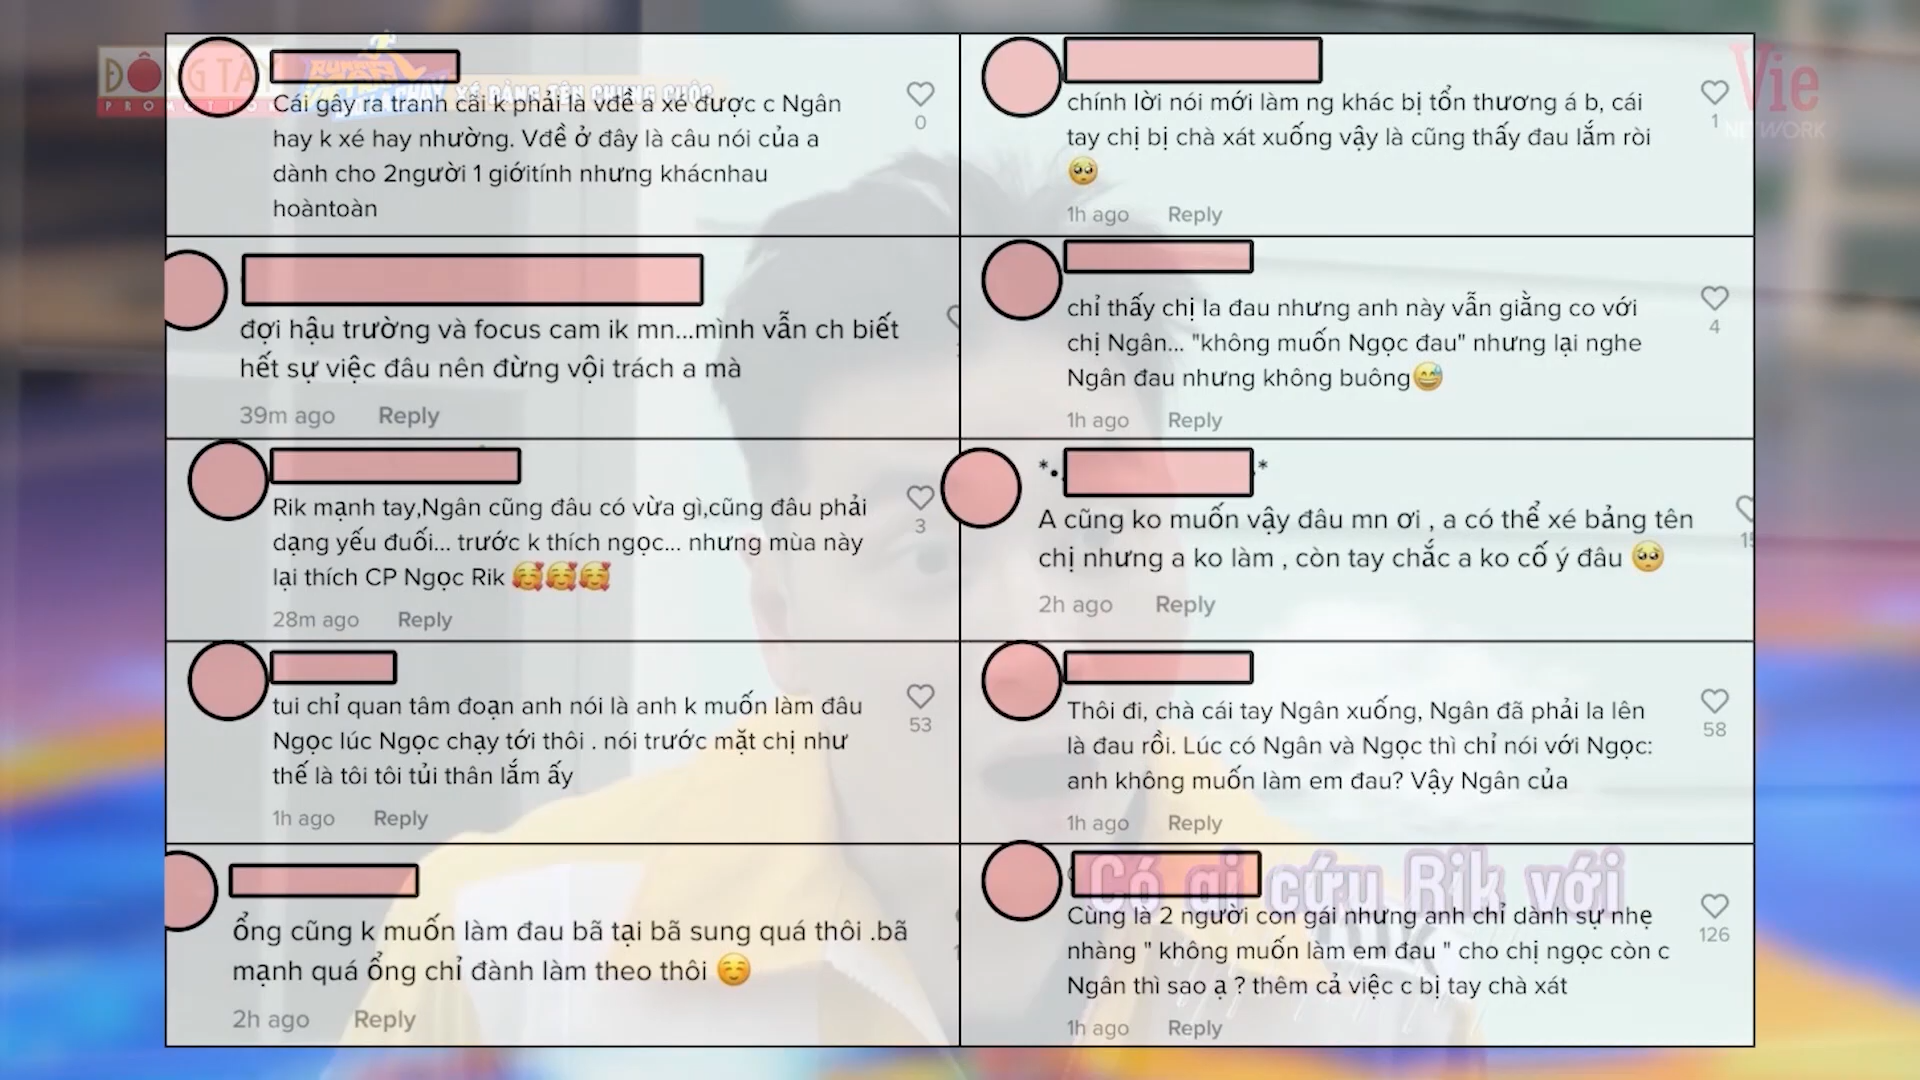 ĐÔNG TAY
PROMOTION
Vie
NETWORK
Cái gây ra tranh cãi k phải là vđề a xé được c Ngân
hay k xé hay nhường. Vđề ở đây là câu nói của a
dành cho 2người 1 giớitính nhưng khácnhau
hoàntoàn
0
chính lời nói mới làm ng khác bị tổn thương á b, cái
tay chị bị chà xát xuống vậy là cũng thấy đau lắm ròi
🥺
1h ago Reply
1
đợi hậu trường và focus cam ik mn...mình vẫn ch biết
hết sự việc đâu nên đừng vội trách a mà
39m ago Reply
chỉ thấy chị la đau nhưng anh này vẫn giằng co với
chị Ngân... "không muốn Ngọc đau" nhưng lại nghe
Ngân đau nhưng không buông😅
1h ago Reply
4
Rik mạnh tay,Ngân cũng đâu có vừa gì,cũng đâu phải
dạng yếu đuối... trước k thích ngọc... nhưng mùa này
lại thích CP Ngọc Rik 🥰🥰🥰
28m ago Reply
3
*• *
A cũng ko muốn vậy đâu mn ơi , a có thể xé bảng tên
chị nhưng a ko làm , còn tay chắc a ko cố ý đâu 🥺
2h ago Reply
tui chỉ quan tâm đoạn anh nói là anh k muốn làm đâu
Ngọc lúc Ngọc chạy tới thôi . nói trước mặt chị như
thế là tôi tôi tủi thân lắm ấy
1h ago Reply
53
Thôi đi, chà cái tay Ngân xuống, Ngân đã phải la lên
là đau rồi. Lúc có Ngân và Ngọc thì chỉ nói với Ngọc:
anh không muốn làm em đau? Vậy Ngân của
1h ago Reply
58
ổng cũng k muốn làm đau bã tại bã sung quá thôi .bã
mạnh quá ổng chỉ đành làm theo thôi ☺️
2h ago Reply
Có ai cứu Rik với
Cùng là 2 người con gái nhưng anh chỉ dành sự nhẹ
nhàng " không muốn làm em đau " cho chị ngọc còn c
Ngân thì sao ạ ? thêm cả việc c bị tay chà xát
1h ago Reply
126